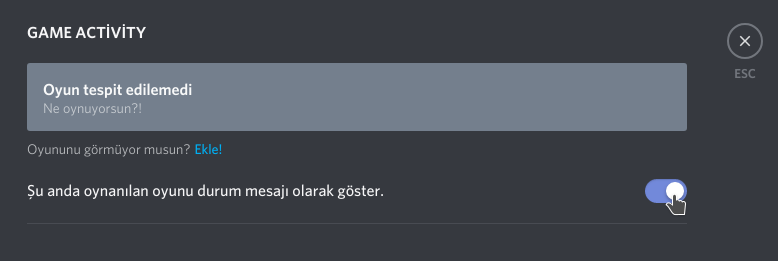 GAME ACTİVİTY
Oyun tespit edilemedi
Ne oynuyorsun?!
ESC
Oyununu görmüyor musun? Ekle!
Şu anda oynanılan oyunu durum mesajı olarak göster.